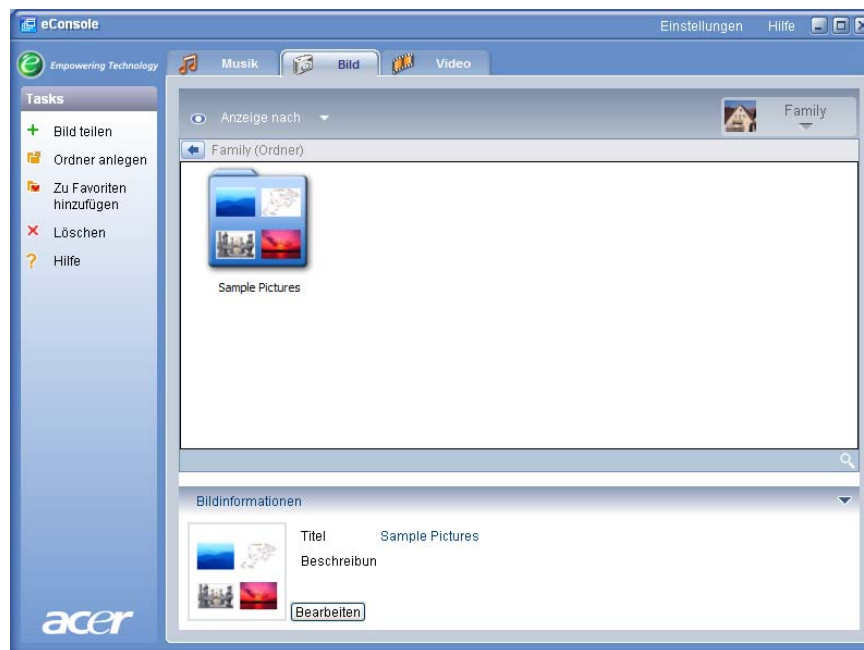 eConsole
Einstellungen Hilfe
Empowering Technology
Musik Bild Video
Tasks
Bild teilen
Ordner anlegen
Zu Favoriten
hinzufügen
Löschen
Hilfe
Anzeige nach
Family
Family (Ordner)
Sample Pictures
Bildinformationen
Titel Sample Pictures
Beschreibun
Bearbeiten
acer